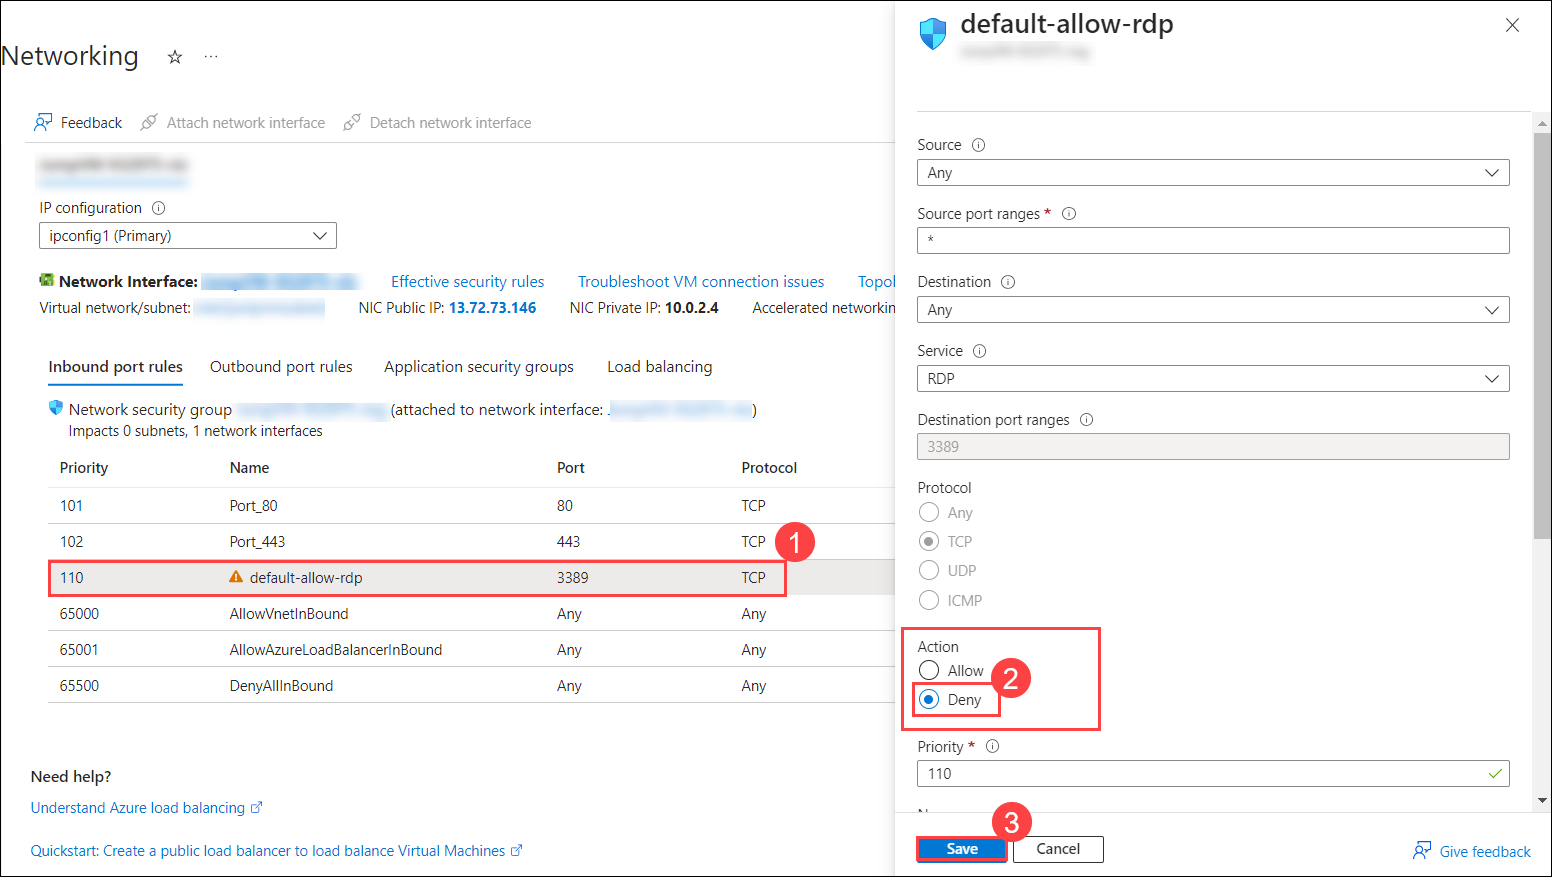 Networking
...
Feedback
Attach network interface
Detach network interface
IP configuration
ipconfig1 (Primary)
Network Interface:
Effective security rules
Troubleshoot VM connection issues
Topol
Virtual network/subnet:
NIC Public IP: 13.72.73.146
NIC Private IP: 10.0.2.4
Accelerated networkin
Inbound port rules
Outbound port rules
Application security groups
Load balancing
Network security group
(attached to network interface:
)
Impacts 0 subnets, 1 network interfaces
Priority Name Port Protocol
101 Port_80 80 TCP
102 Port_443 443 TCP
1
110 default-allow-rdp 3389 TCP
65000 AllowVnetInBound Any Any
65001 AllowAzureLoadBalancerInBound Any Any
65500 DenyAllInBound Any Any
Need help?
Understand Azure load balancing
Quickstart: Create a public load balancer to load balance Virtual Machines
default-allow-rdp
Source
Any
Source port ranges *
*
Destination
Any
Service
RDP
Destination port ranges
3389
Protocol
Any
TCP
UDP
ICMP
Action
Allow
2
Deny
Priority *
110
3
Save
Cancel
Give feedback